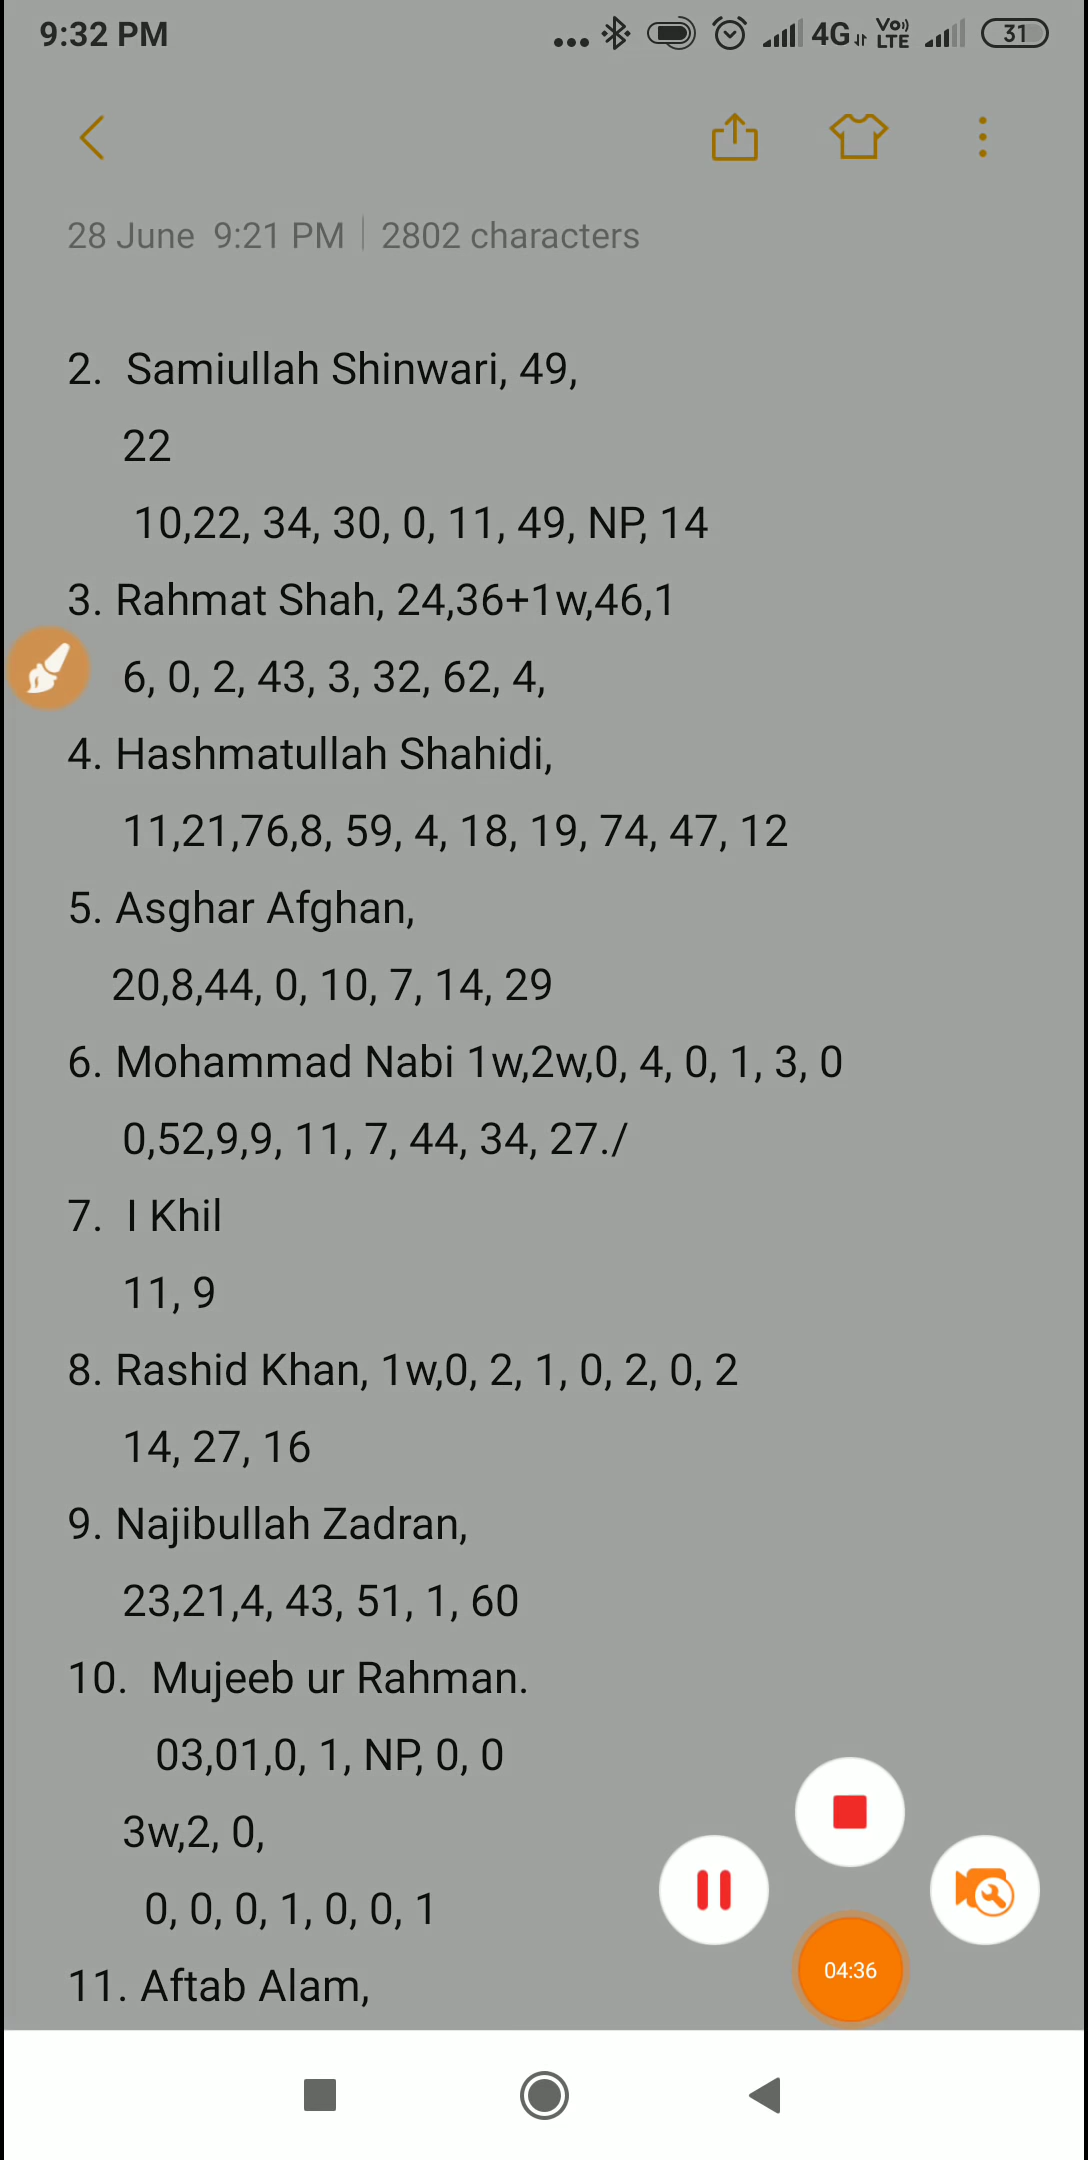 9:32 PM
4G Vo)) LTE 31
28 June 9:21 PM | 2802 characters
2. Samiullah Shinwari, 49,
22
10,22, 34, 30, 0, 11, 49, NP, 14
3. Rahmat Shah, 24,36+1w,46,1
6, 0, 2, 43, 3, 32, 62, 4,
4. Hashmatullah Shahidi,
11,21,76,8, 59, 4, 18, 19, 74, 47, 12
5. Asghar Afghan,
20,8,44, 0, 10, 7, 14, 29
6. Mohammad Nabi 1w,2w,0, 4, 0, 1, 3, 0
0,52,9,9, 11, 7, 44, 34, 27./
7. I Khil
11, 9
8. Rashid Khan, 1w,0, 2, 1, 0, 2, 0, 2
14, 27, 16
9. Najibullah Zadran,
23,21,4, 43, 51, 1, 60
10. Mujeeb ur Rahman.
03,01,0, 1, NP, 0, 0
3w,2, 0,
0, 0, 0, 1, 0, 0, 1
04:36
11. Aftab Alam,